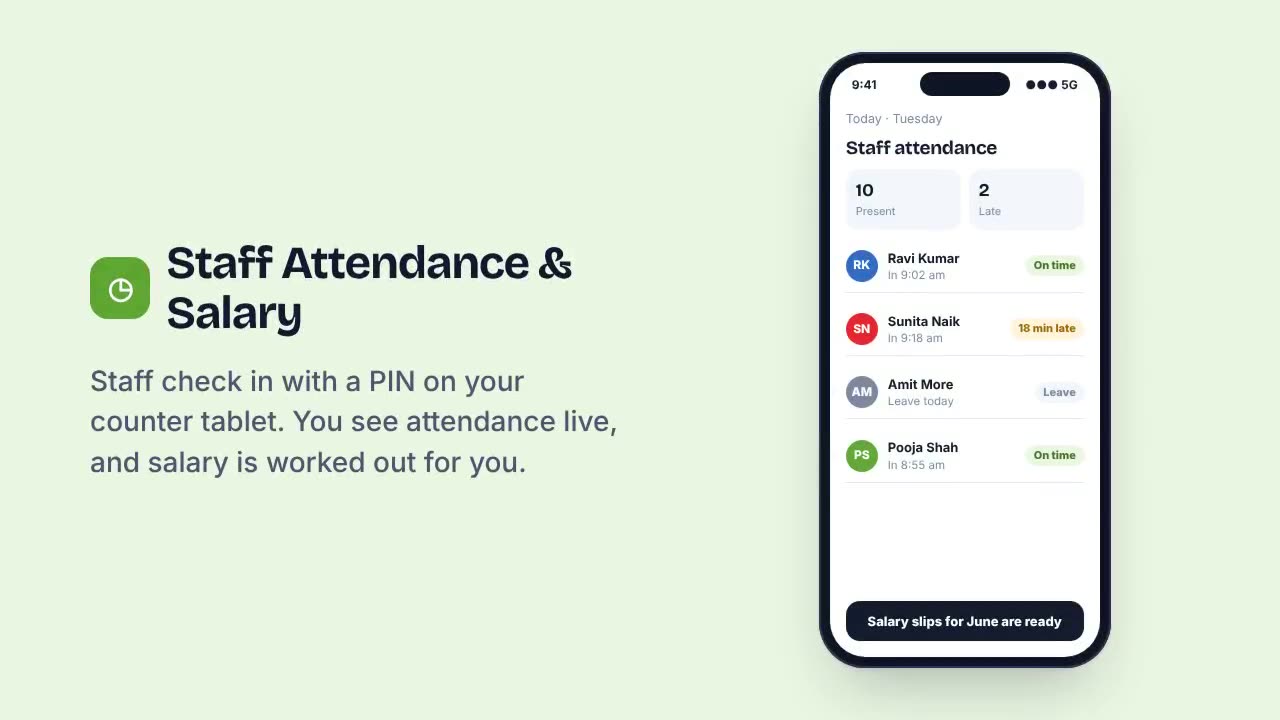 Staff Attendance &
Salary
Staff check in with a PIN on your
counter tablet. You see attendance live,
and salary is worked out for you.
9:41
5G
Today · Tuesday
Staff attendance
10
Present
2
Late
RK
Ravi Kumar
In 9:02 am
On time
SN
Sunita Naik
In 9:18 am
18 min late
AM
Amit More
Leave today
Leave
PS
Pooja Shah
In 8:55 am
On time
Salary slips for June are ready